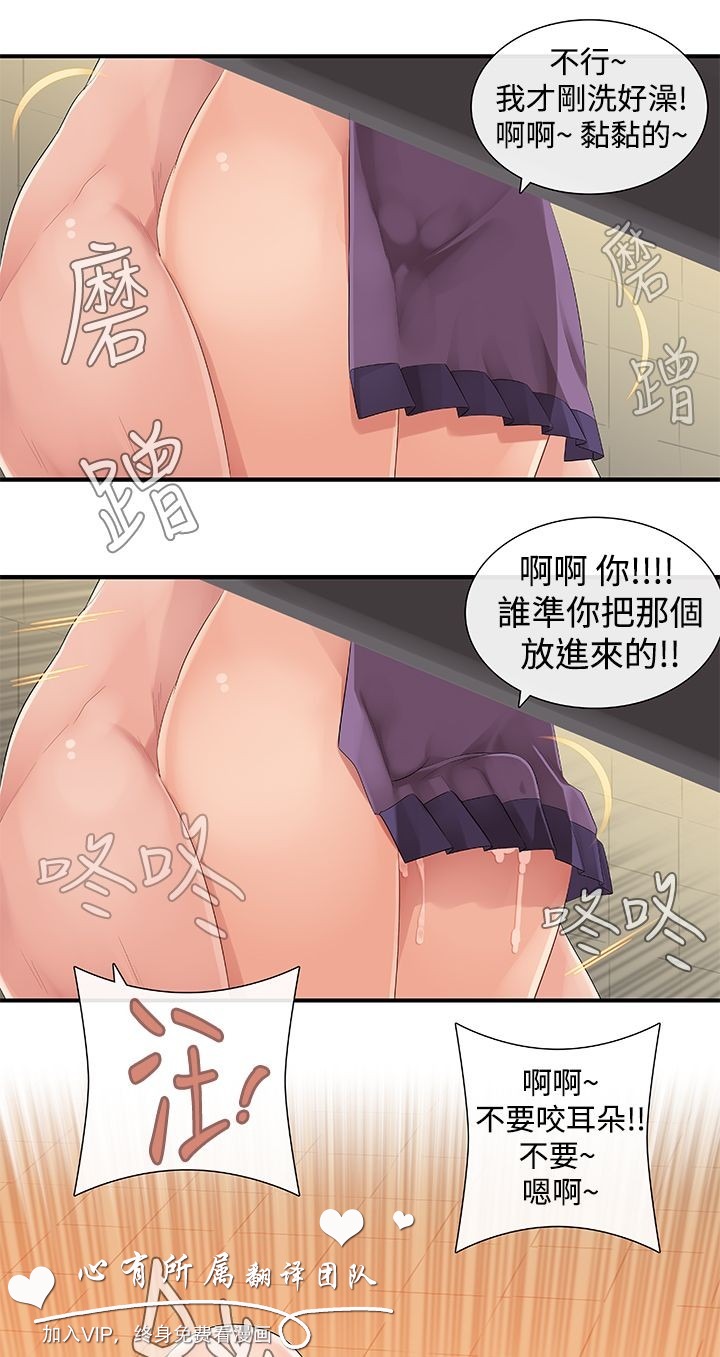 不行~
我才剛洗好澡!
啊啊~ 黏黏的~
磨
蹭
磨
蹭
啊啊 你!!!!
誰準你把那個
放進來的!!
咚咚
咚咚
啊啊~
不要咬耳朵!!
不要~
嗯啊~
心有所属翻译团队
加入VIP，终身免费看漫画